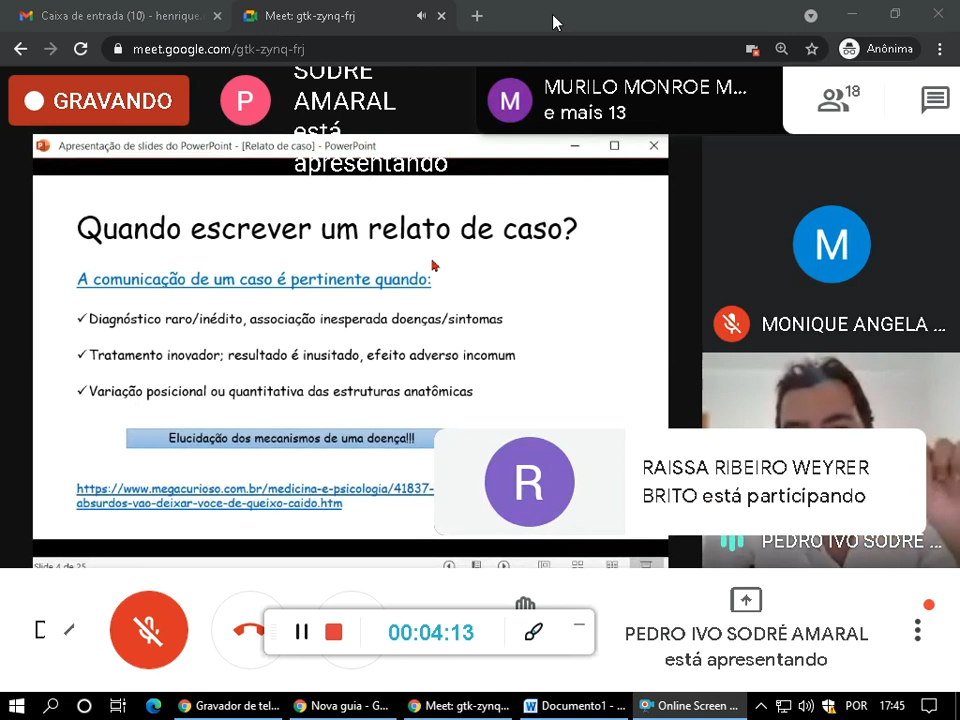 Caixa de entrada (10) - henrique.
Meet: gtk-zynq-frj
meet.google.com/gtk-zynq-frj
Anônima
GRAVANDO
P
SODRÉ
AMARAL
está
apresentando
M
MURILO MONROE M...
e mais 13
18
Apresentação de slides do PowerPoint - [Relato de caso] - PowerPoint
Quando escrever um relato de caso?
A comunicação de um caso é pertinente quando:
✓Diagnóstico raro/inédito, associação inesperada doenças/sintomas
✓Tratamento inovador; resultado é inusitado, efeito adverso incomum
✓Variação posicional ou quantitativa das estruturas anatômicas
Elucidação dos mecanismos de uma doença!!!
https://www.megacurioso.com.br/medicina-e-psicologia/41837-
absurdos-vao-deixar-voce-de-queixo-caido.htm
Slide 4 de 25
M
MONIQUE ANGELA ...
R
RAISSA RIBEIRO WEYRER
BRITO está participando
PEDRO IVO SODRE ...
00:04:13
PEDRO IVO SODRÉ AMARAL
está apresentando
Gravador de tel...
Nova guia - G...
Meet: gtk-zynq...
Documento1 - ...
Online Screen ...
POR
17:45